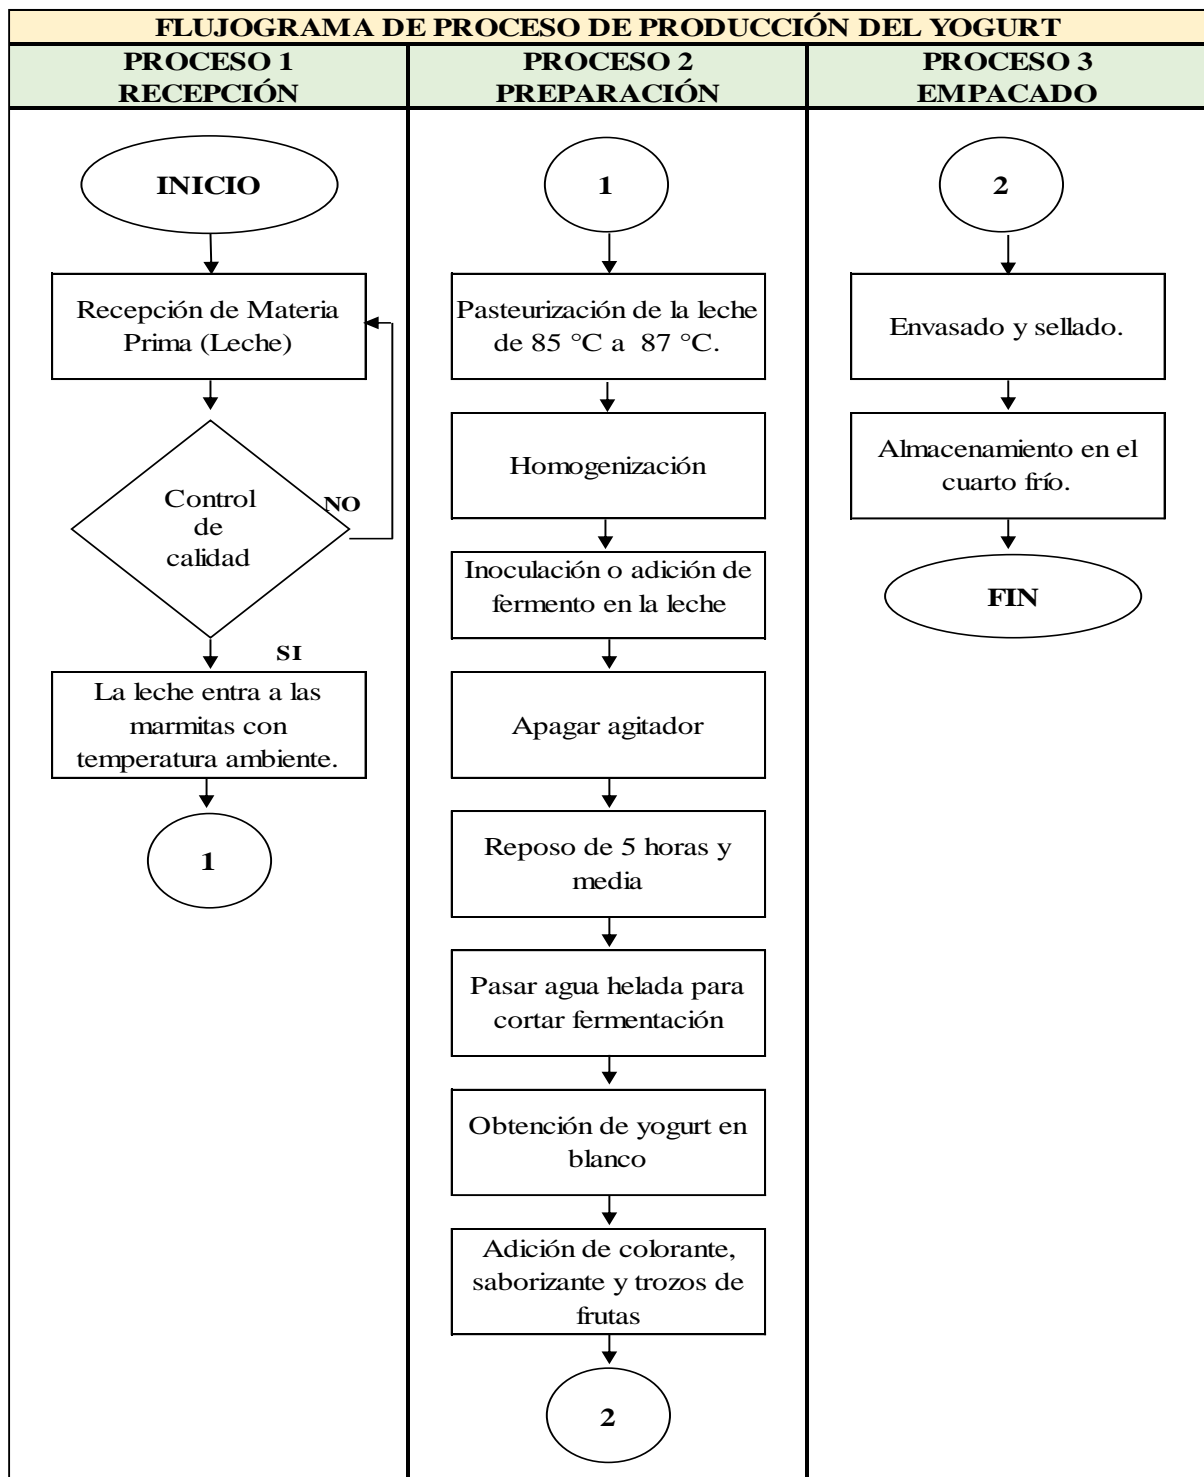 FLUJOGRAMA DE PROCESO DE PRODUCCIÓN DEL YOGURT
PROCESO 1
RECEPCIÓN
INICIO
Recepción de Materia
Prima (Leche)
Control
de
calidad
NO
SI
La leche entra a las
marmitas con
temperatura ambiente.
1
PROCESO 2
PREPARACIÓN
1
Pasteurización de la leche
de 85 °C a 87 °C.
Homogenización
Inoculación o adición de
fermento en la leche
Apagar agitador
Reposo de 5 horas y
media
Pasar agua helada para
cortar fermentación
Obtención de yogurt en
blanco
Adición de colorante,
saborizante y trozos de
frutas
2
PROCESO 3
EMPACADO
2
Envasado y sellado.
Almacenamiento en el
cuarto frío.
FIN